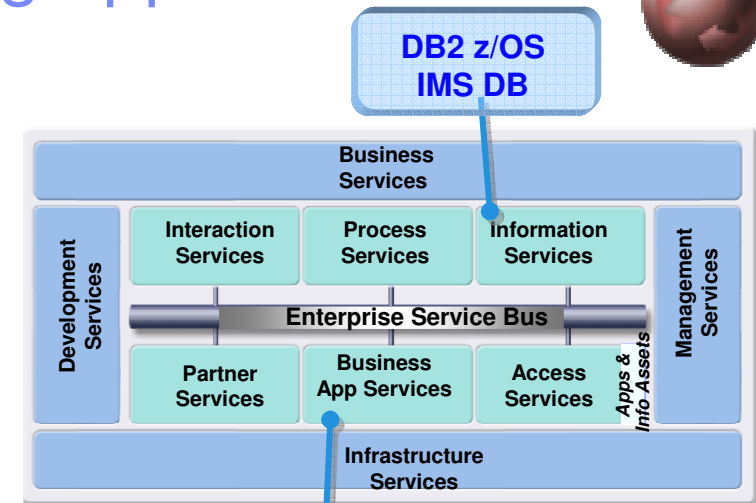 DB2 z/OS
IMS DB
Business
Services
Interaction
Services
Process
Services
Information
Services
Development
Services
Management
Services
Enterprise Service Bus
Partner
Services
Business
App Services
Access
Services
Apps &
Info Assets
Infrastructure
Services